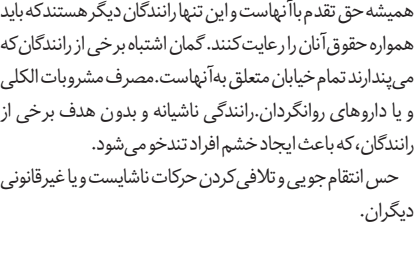 همیشه حق تقدم با آنهاست و این تنها رانندگان دیگر هستند که باید
همواره حقوق آنان را رعایت کنند. گمان اشتباه برخی از رانندگان که
می‌پندارند تمام خیابان متعلق به آنهاست. مصرف مشروبات الکلی
و یا داروهای روانگردان. رانندگی ناشیانه و بدون هدف برخی از
رانندگان، که باعث ایجاد خشم افراد تندخو می‌شود.
حس انتقام جویی و تلافی کردن حرکات ناشایست و یا غیرقانونی
دیگران.